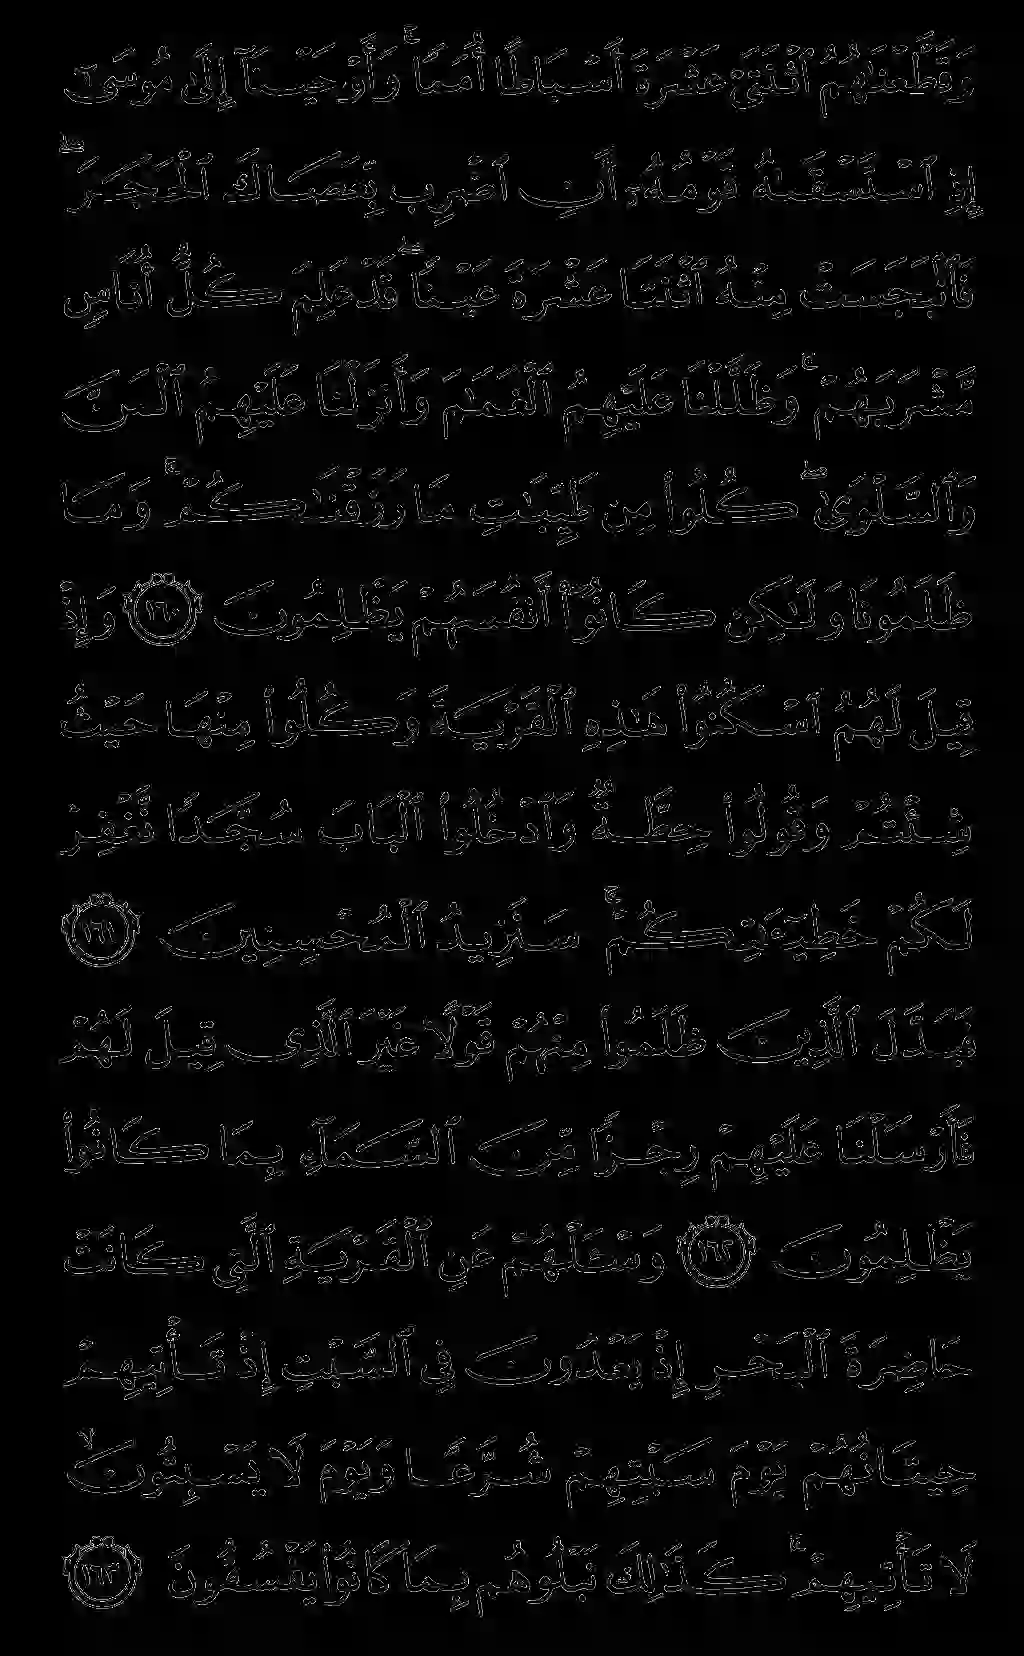 وَقَطَّعْنَٰهُمُ ٱثْنَتَىْ عَشْرَةَ أَسْبَاطًا أُمَمًا ۚ وَأَوْحَيْنَآ إِلَىٰ مُوسَىٰٓ
إِذِ ٱسْتَسْقَىٰهُ قَوْمُهُۥٓ أَنِ ٱضْرِب بِّعَصَاكَ ٱلْحَجَرَ ۖ
فَٱنۢبَجَسَتْ مِنْهُ ٱثْنَتَا عَشْرَةَ عَيْنًا ۖ قَدْ عَلِمَ كُلُّ أُنَاسٍ
مَّشْرَبَهُمْ ۚ وَظَلَّلْنَا عَلَيْهِمُ ٱلْغَمَٰمَ وَأَنزَلْنَا عَلَيْهِمُ ٱلْمَنَّ
وَٱلسَّلْوَىٰ ۖ كُلُوا۟ مِن طَيِّبَٰتِ مَا رَزَقْنَٰكُمْ ۚ وَمَا
ظَلَمُونَا وَلَٰكِن كَانُوٓا۟ أَنفُسَهُمْ يَظْلِمُونَ ١٦٠ وَإِذْ
قِيلَ لَهُمُ ٱسْكُنُوا۟ هَٰذِهِ ٱلْقَرْيَةَ وَكُلُوا۟ مِنْهَا حَيْثُ
شِئْتُمْ وَقُولُوا۟ حِطَّةٌ وَٱدْخُلُوا۟ ٱلْبَابَ سُجَّدًا نَّغْفِرْ
لَكُمْ خَطِيٓـَٰٔتِكُمْ ۚ سَنَزِيدُ ٱلْمُحْسِنِينَ ١٦١
فَبَدَّلَ ٱلَّذِينَ ظَلَمُوا۟ مِنْهُمْ قَوْلًا غَيْرَ ٱلَّذِى قِيلَ لَهُمْ
فَأَرْسَلْنَا عَلَيْهِمْ رِجْزًا مِّنَ ٱلسَّمَآءِ بِمَا كَانُوا۟
يَظْلِمُونَ ١٦٢ وَسْـَٔلْهُمْ عَنِ ٱلْقَرْيَةِ ٱلَّتِى كَانَتْ
حَاضِرَةَ ٱلْبَحْرِ إِذْ يَعْدُونَ فِى ٱلسَّبْتِ إِذْ تَأْتِيهِمْ
حِيتَانُهُمْ يَوْمَ سَبْتِهِمْ شُرَّعًا وَيَوْمَ لَا يَسْبِتُونَ ۙ
لَا تَأْتِيهِمْ ۚ كَذَٰلِكَ نَبْلُوهُم بِمَا كَانُوا۟ يَفْسُقُونَ ١٦٣